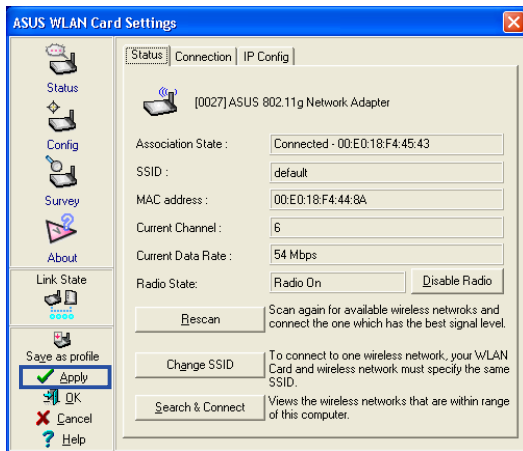 ASUS WLAN Card Settings
Status
Config
Survey
About
Link State
Save as profile
Apply
OK
Cancel
Help
Status Connection IP Config
[0027] ASUS 802.11g Network Adapter
Association State : Connected - 00:E0:18:F4:45:43
SSID : default
MAC address : 00:E0:18:F4:44:8A
Current Channel : 6
Current Data Rate : 54 Mbps
Radio State: Radio On Disable Radio
Rescan
Scan again for available wireless netwroks and
connect the one which has the best signal level.
Change SSID
To connect to one wireless network, your WLAN
Card and wireless network must specify the same
SSID.
Search & Connect
Views the wireless networks that are within range
of this computer.